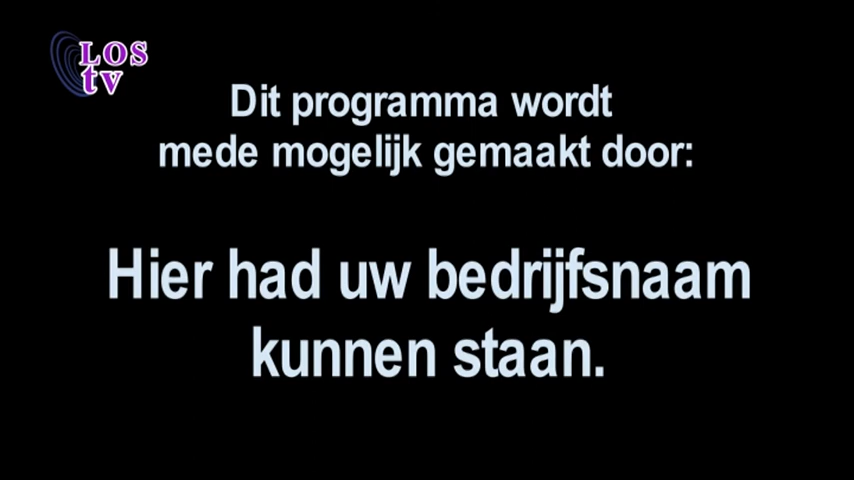 LOS
tv
Dit programma wordt
mede mogelijk gemaakt door:
Hier had uw bedrijfsnaam
kunnen staan.